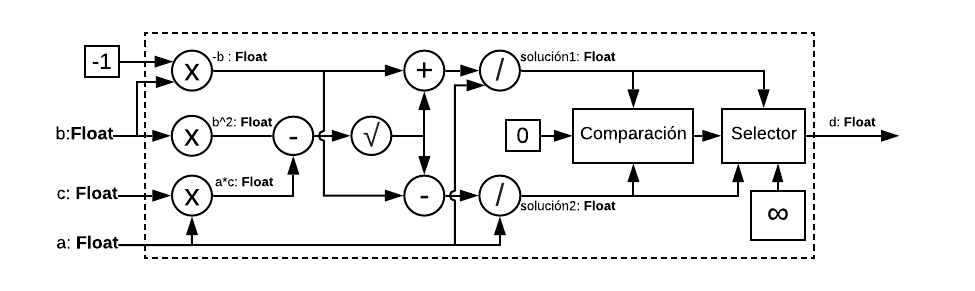 -b : Float
solución1: Float
-1
x
+
/
b^2: Float
d: Float
b:Float
x
-
√
0
Comparación
Selector
a*c: Float
c: Float
x
-
/
solución2: Float
∞
a: Float